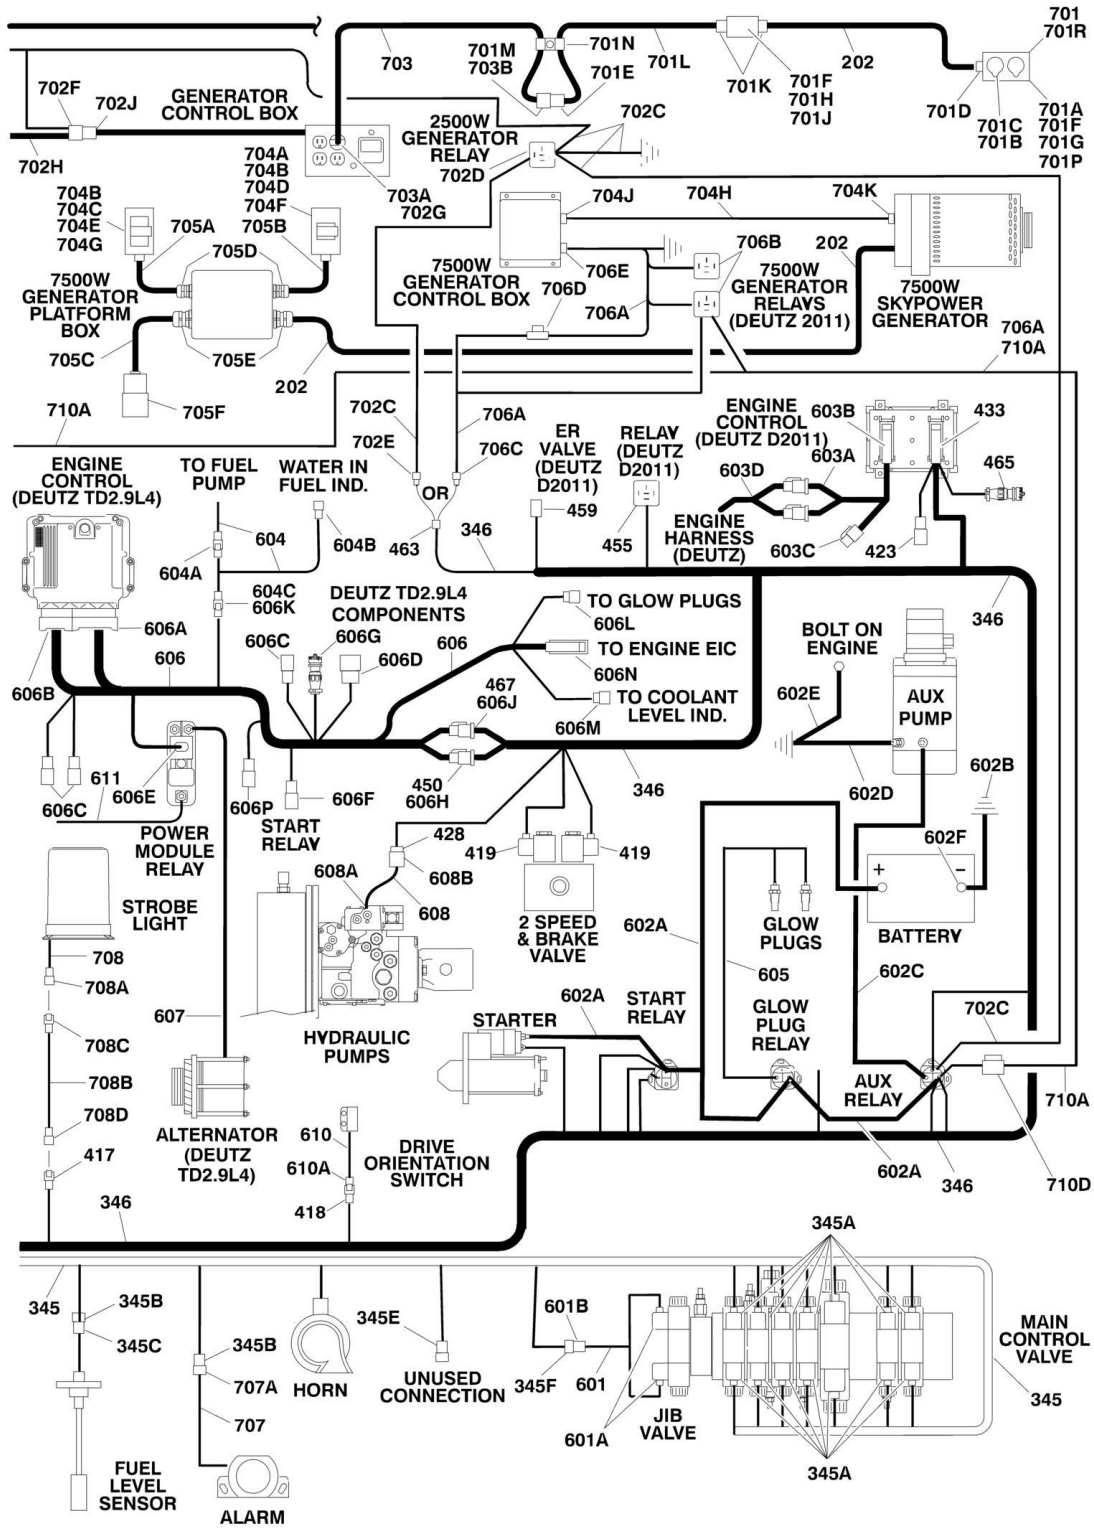 701
701R
701N
701M
703B
701E
703
701L
701K
202
701F
701H
701J
701D
701C
701B
701A
701F
701G
701P
702F
702J
GENERATOR
CONTROL BOX
702H
2500W
GENERATOR
RELAY
702D
702C
703A
702G
704A
704B
704D
704F
705B
704B
704C
704E
704G
705A
705D
704J
704H
704K
202
706B
7500W
GENERATOR
PLATFORM
BOX
7500W
GENERATOR
CONTROL BOX
706E
706D
706A
7500W
GENERATOR
RELAYS
(DEUTZ 2011)
7500W
SKYPOWER
GENERATOR
706A
710A
705C
705E
202
705F
710A
702C
702E
706A
706C
OR
463
346
ER
VALVE
(DEUTZ
D2011)
459
RELAY
(DEUTZ
D2011)
455
ENGINE
CONTROL
(DEUTZ D2011)
603B
433
603A
603D
465
ENGINE
HARNESS
(DEUTZ)
603C
423
346
ENGINE
CONTROL
(DEUTZ TD2.9L4)
TO FUEL
PUMP
WATER IN
FUEL IND.
604
604B
604A
604C
606K
606A
606B
606
DEUTZ TD2.9L4
COMPONENTS
606C
606G
606D
606
TO GLOW PLUGS
606L
TO ENGINE EIC
606N
TO COOLANT
LEVEL IND.
606M
467
606J
450
606H
346
BOLT ON
ENGINE
602E
AUX
PUMP
602D
602B
602F
+
–
BATTERY
606C
611
606E
606P
606F
START
RELAY
POWER
MODULE
RELAY
428
608A
608B
608
419
419
2 SPEED
& BRAKE
VALVE
602A
GLOW
PLUGS
605
602C
STROBE
LIGHT
708
708A
708C
708B
708D
417
607
HYDRAULIC
PUMPS
STARTER
602A
START
RELAY
GLOW
PLUG
RELAY
AUX
RELAY
702C
710A
602A
346
710D
ALTERNATOR
(DEUTZ
TD2.9L4)
610
610A
418
DRIVE
ORIENTATION
SWITCH
346
345A
345
345B
345C
345B
707A
707
HORN
345E
UNUSED
CONNECTION
601B
345F
601
601A
JIB
VALVE
345A
MAIN
CONTROL
VALVE
345
FUEL
LEVEL
SENSOR
ALARM